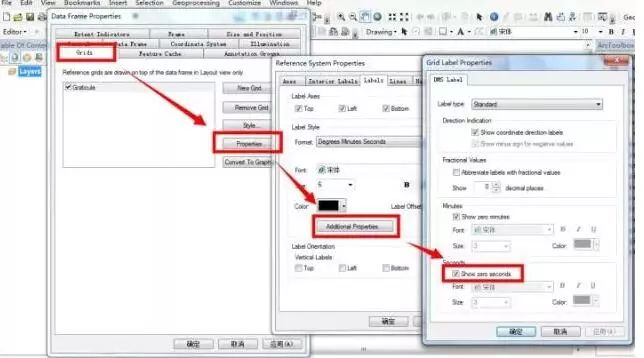 File Edit View Bookmarks Insert Selection Geoprocessing Customize Windows Help
Editor
Drawing
宋体
10
B I U A
Table Of Contents
Layers
ArcToolbox
Data Frame Properties
Extent Indicators Frame Size and Position
Data Frame Coordinate System Illumination
Grids Feature Cache Annotation Groups
Reference grids are drawn on top of the data frame in Layout view only
Graticule
New Grid
Remove Grid
Style...
Properties
Convert To Graphics
确定 取消 应用(A)
Reference System Properties
Axes Interior Labels Labels Lines
Label Axes
Top Left Bottom
Label Style
Format: Degrees Minutes Seconds
Font: 宋体
B
Color: Label Offset
Additional Properties
Label Orientation
Vertical Labels
Top Left Bottom
确定
Grid Label Properties
DMS Label
Label type: Standard
Direction Indication
Show coordinate direction labels
Show minus sign for negative values
Fractional Values
Abbreviate labels with fractional values
Show 0 decimal places
Minutes
Show zero minutes
Font: 宋体 B I U
Size: 3 Color:
Seconds
Show zero seconds
Font: 宋体 B I U
Size: 3 Color:
确定 取消 应用(A)